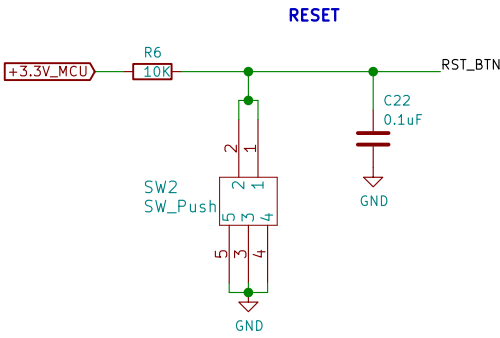 RESET
R6
+3.3V_MCU
10K
RST_BTN
C22
0.1uF
2
1
SW2
SW_Push
2
1
5
3
4
GND
5
3
4
GND